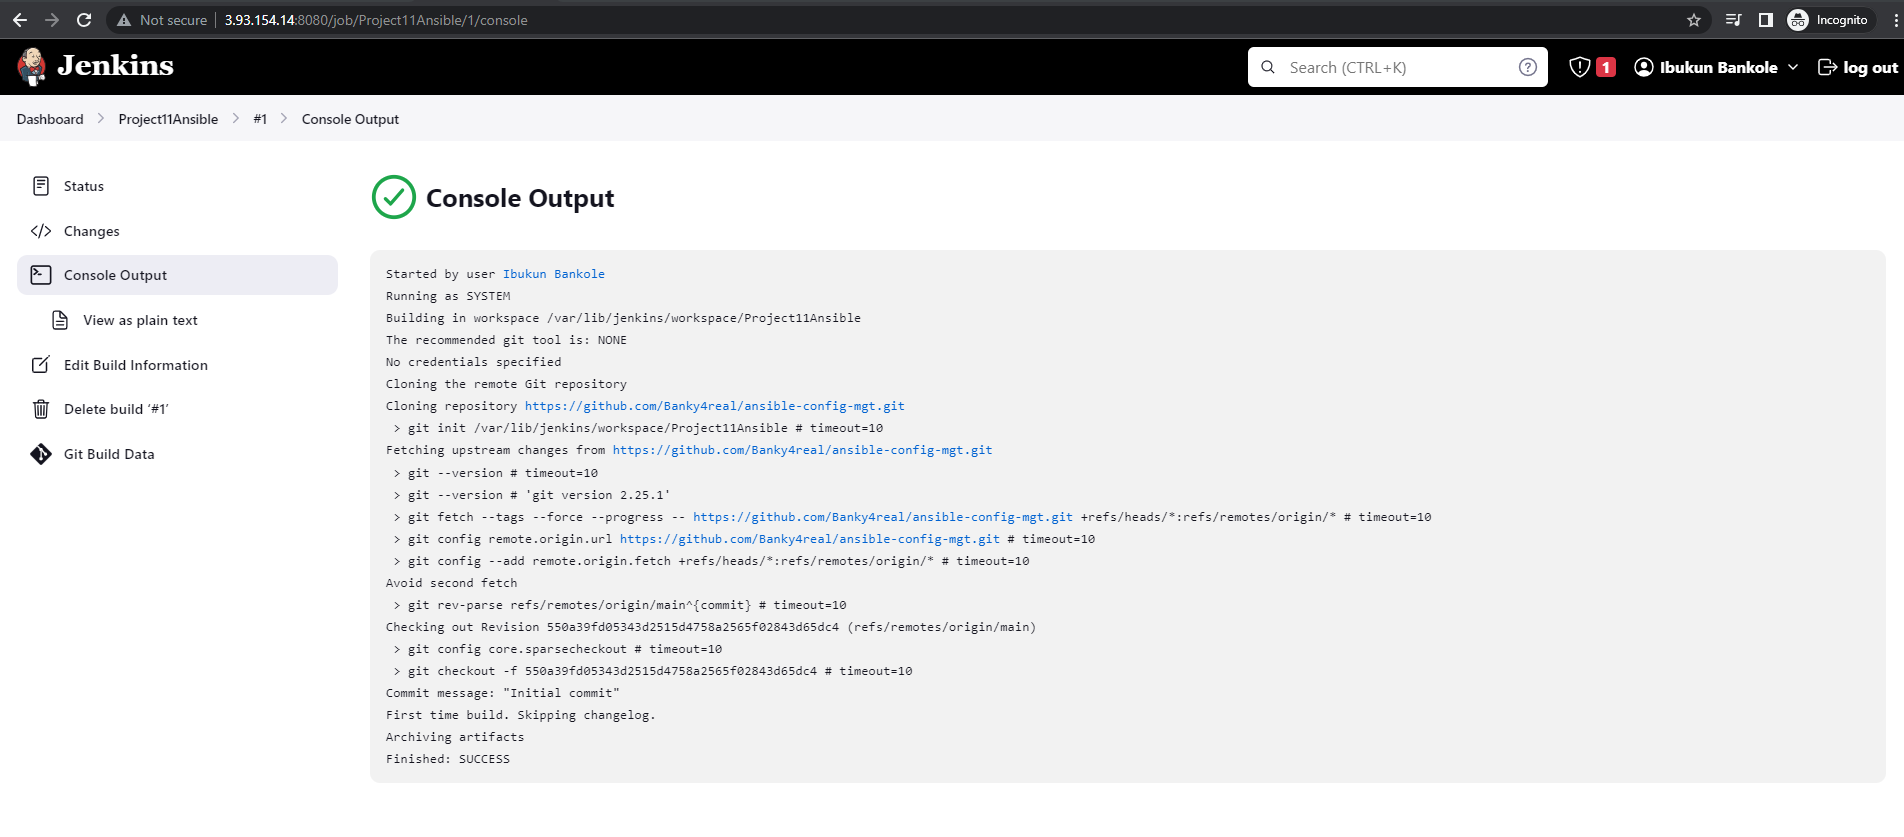 Not secure 3.93.154.14:8080/job/Project11Ansible/1/console Incognito
Jenkins Search (CTRL+K) 1 Ibukun Bankole log out
Dashboard Project11Ansible #1 Console Output
Status
Changes
Console Output
View as plain text
Edit Build Information
Delete build ‘#1’
Git Build Data
Console Output
Started by user Ibukun Bankole
Running as SYSTEM
Building in workspace /var/lib/jenkins/workspace/Project11Ansible
The recommended git tool is: NONE
No credentials specified
Cloning the remote Git repository
Cloning repository https://github.com/Banky4real/ansible-config-mgt.git
 > git init /var/lib/jenkins/workspace/Project11Ansible # timeout=10
Fetching upstream changes from https://github.com/Banky4real/ansible-config-mgt.git
 > git --version # timeout=10
 > git --version # 'git version 2.25.1'
 > git fetch --tags --force --progress -- https://github.com/Banky4real/ansible-config-mgt.git +refs/heads/*:refs/remotes/origin/* # timeout=10
 > git config remote.origin.url https://github.com/Banky4real/ansible-config-mgt.git # timeout=10
 > git config --add remote.origin.fetch +refs/heads/*:refs/remotes/origin/* # timeout=10
Avoid second fetch
 > git rev-parse refs/remotes/origin/main^{commit} # timeout=10
Checking out Revision 550a39fd05343d2515d4758a2565f02843d65dc4 (refs/remotes/origin/main)
 > git config core.sparsecheckout # timeout=10
 > git checkout -f 550a39fd05343d2515d4758a2565f02843d65dc4 # timeout=10
Commit message: "Initial commit"
First time build. Skipping changelog.
Archiving artifacts
Finished: SUCCESS